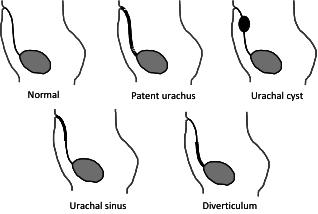 Normal
Patent urachus
Urachal cyst
Urachal sinus
Diverticulum